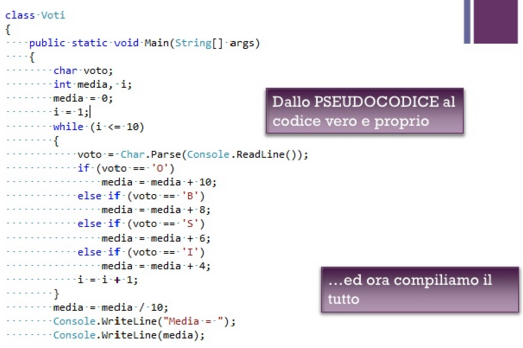 class Voti
{
public static void Main(String[] args)
{
char voto;
int media, i;
media = 0;
i = 1;
while (i <= 10)
{
voto = Char.Parse(Console.ReadLine());
if (voto == 'O')
media = media + 10;
else if (voto == 'B')
media = media + 8;
else if (voto == 'S')
media = media + 6;
else if (voto == 'I')
media = media + 4;
i = i + 1;
}
media = media / 10;
Console.WriteLine("Media = ");
Console.WriteLine(media);
Dallo PSEUDOCODICE al
codice vero e proprio
...ed ora compiliamo il
tutto